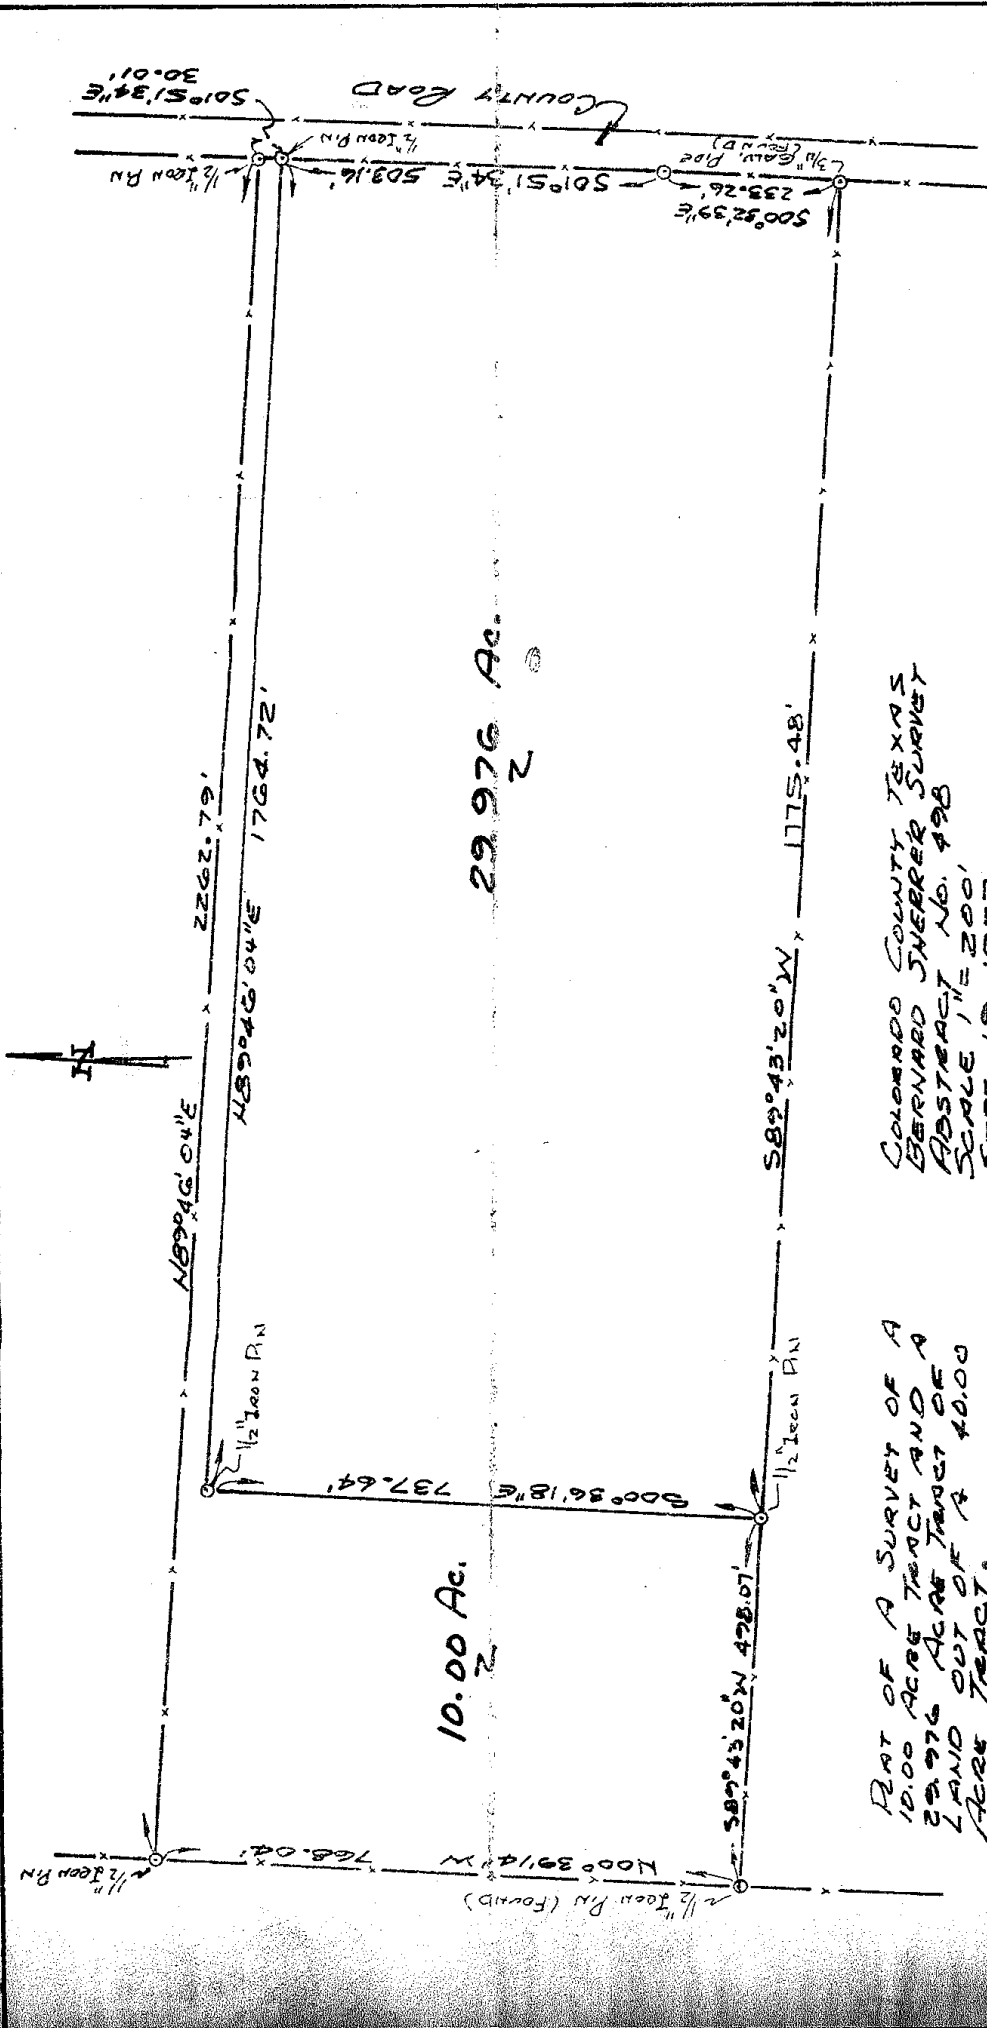 S01°51'34"E
30.01'
COUNTY ROAD
1/2" IRON PIN
1/2" IRON PIN
S01°51'34"E 503.16'
3/4" GALV. PIPE
(FOUND)
S00°32'39"E
233.26'
N89°46'04"E 2262.79'
N89°46'04"E 1764.72'
N
29.976 Ac.
S89°43'20"W 1775.48'
1/2" IRON PIN
S00°36'18"E 737.64'
1/2" IRON PIN
10.00 Ac.
S89°43'20"W 498.07'
1/2" IRON PIN
N00°39'14"W 768.04'
1/2" IRON PIN (FOUND)
PLAT OF A SURVEY OF A
10.00 ACRE TRACT AND A
29.976 ACRE TRACT OF
LAND OUT OF A 40.00
ACRE TRACT.
COLORADO COUNTY TEXAS
BERNARD SHERRER SURVEY
ABSTRACT NO. 498
SCALE 1"=200'